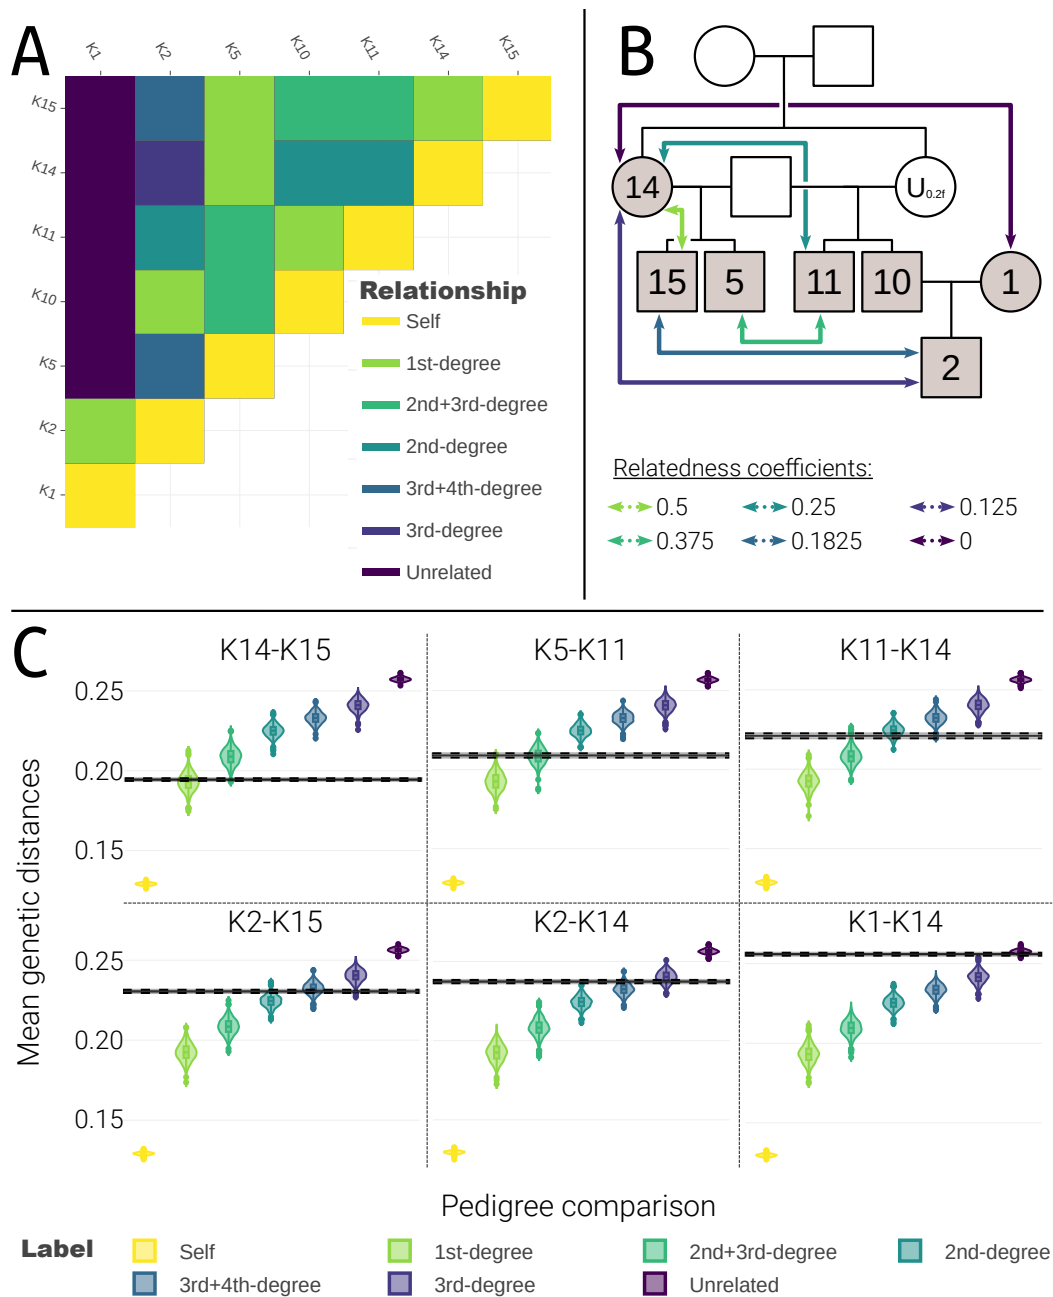 A
K1 K2 K5 K10 K11 K14 K15
K15
K14
K11
K10
K5
K2
K1
Relationship
Self
1st-degree
2nd+3rd-degree
2nd-degree
3rd+4th-degree
3rd-degree
Unrelated
B
14
U0.2f
15 5 11 10 1
2
Relatedness coefficients:
0.5 0.25 0.125
0.375 0.1825 0
C
Mean genetic distances
K14-K15 K5-K11 K11-K14
0.25
0.20
0.15
K2-K15 K2-K14 K1-K14
0.25
0.20
0.15
Pedigree comparison
Label
Self 1st-degree 2nd+3rd-degree 2nd-degree
3rd+4th-degree 3rd-degree Unrelated